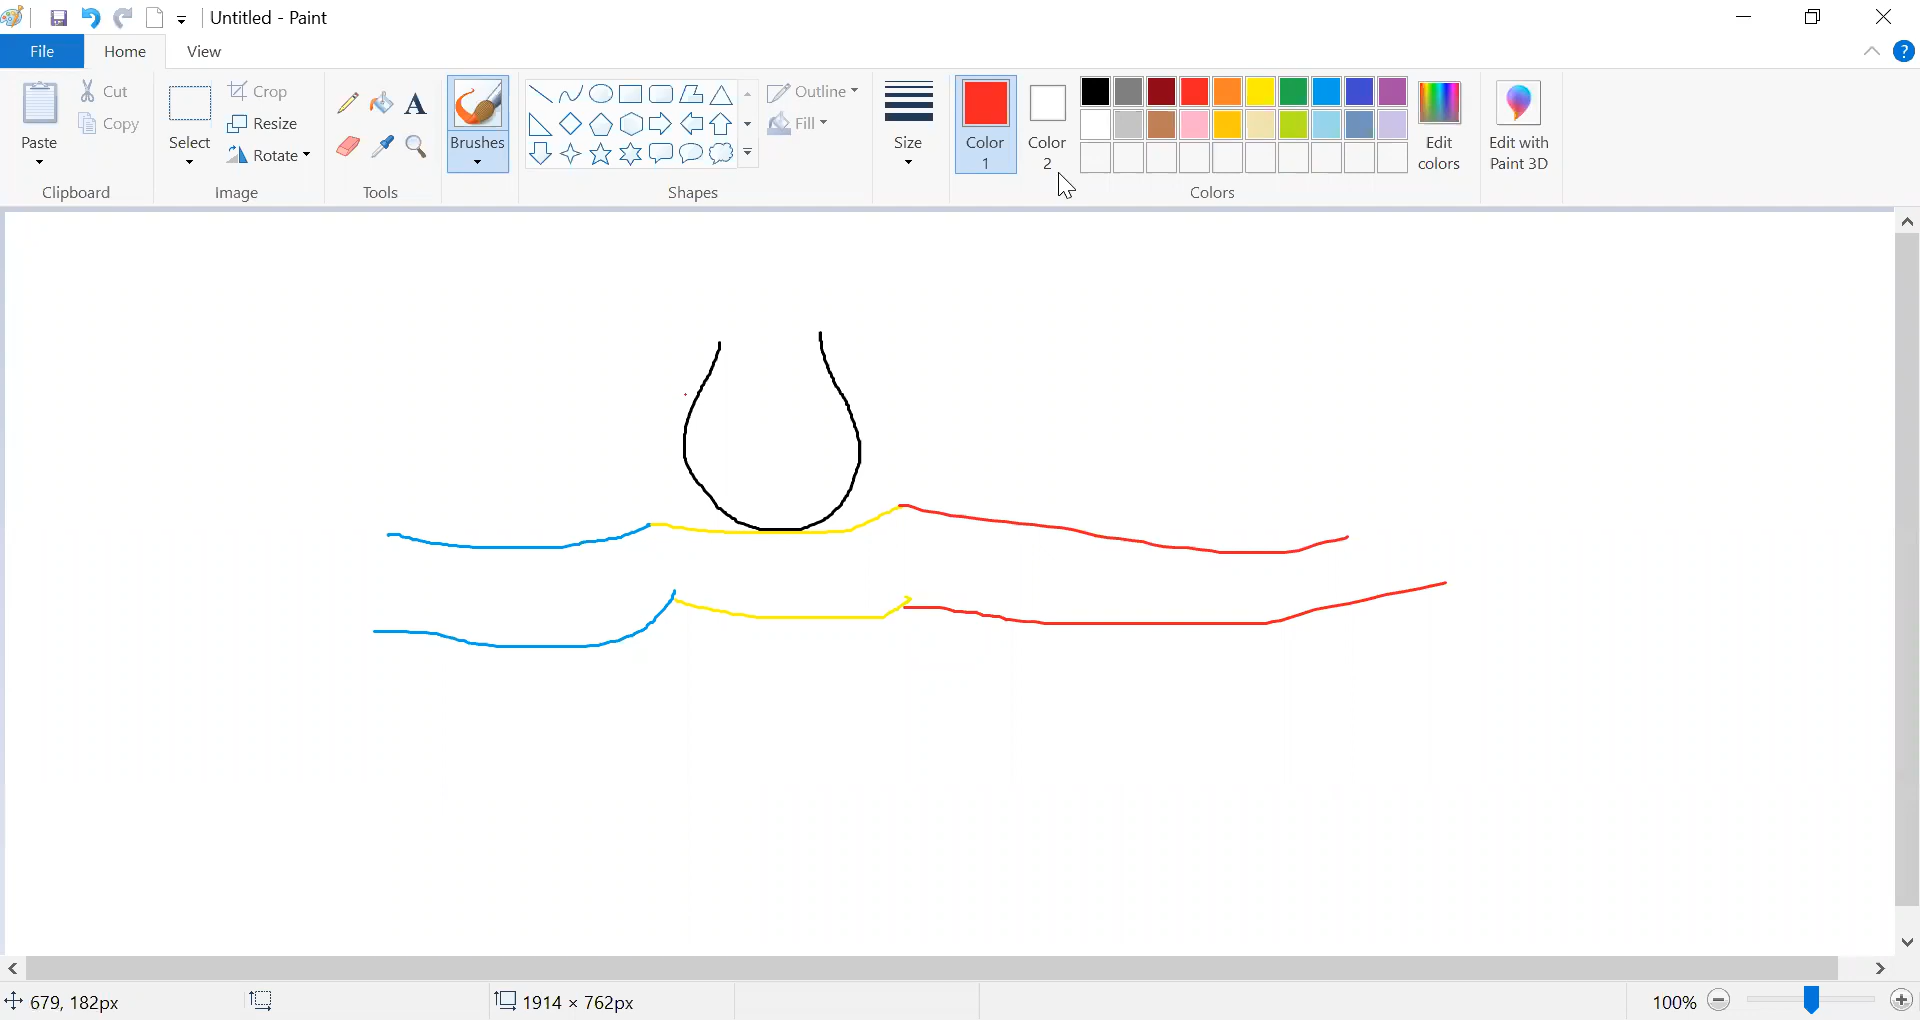 Untitled - Paint
File Home View
Paste
Cut
Copy
Clipboard
Select
Crop
Resize
Rotate
Image
A
Tools
Brushes
Outline
Fill
Shapes
Size
Color
1
Color
2
Colors
Edit
colors
Edit with
Paint 3D
?
679, 182px
1914 × 762px
100%